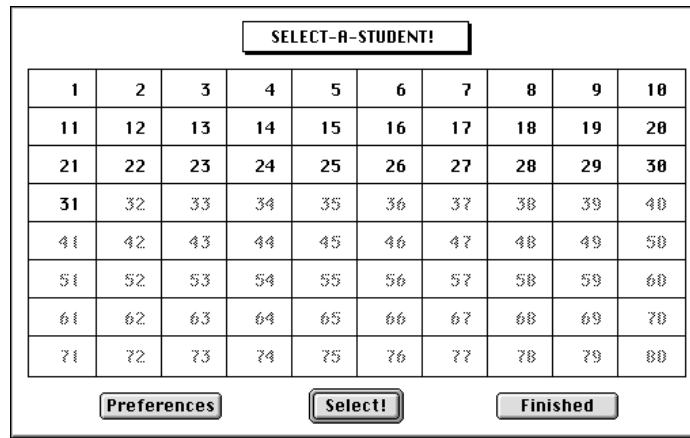 SELECT-A-STUDENT!
1 2 3 4 5 6 7 8 9 10
11 12 13 14 15 16 17 18 19 20
21 22 23 24 25 26 27 28 29 30
31 32 33 34 35 36 37 38 39 40
41 42 43 44 45 46 47 48 49 50
51 52 53 54 55 56 57 58 59 60
61 62 63 64 65 66 67 68 69 70
71 72 73 74 75 76 77 78 79 80
Preferences Select! Finished